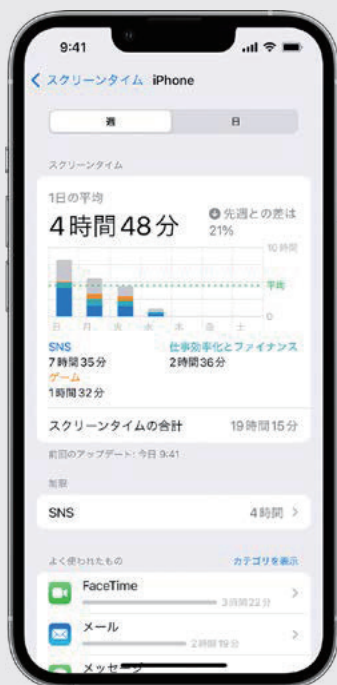 9:41
スクリーンタイム iPhone
週 日
スクリーンタイム
1日の平均
4時間48分
先週との差は
21%
10時間
平均
0
日 月 火 水 木 金 土
SNS 仕事効率化とファイナンス
7時間35分 2時間36分
ゲーム
1時間32分
スクリーンタイムの合計 19時間15分
前回のアップデート: 今日 9:41
制限
SNS 4時間
よく使われたもの カテゴリを表示
FaceTime
3時間22分
メール
2時間19分
メッセージ